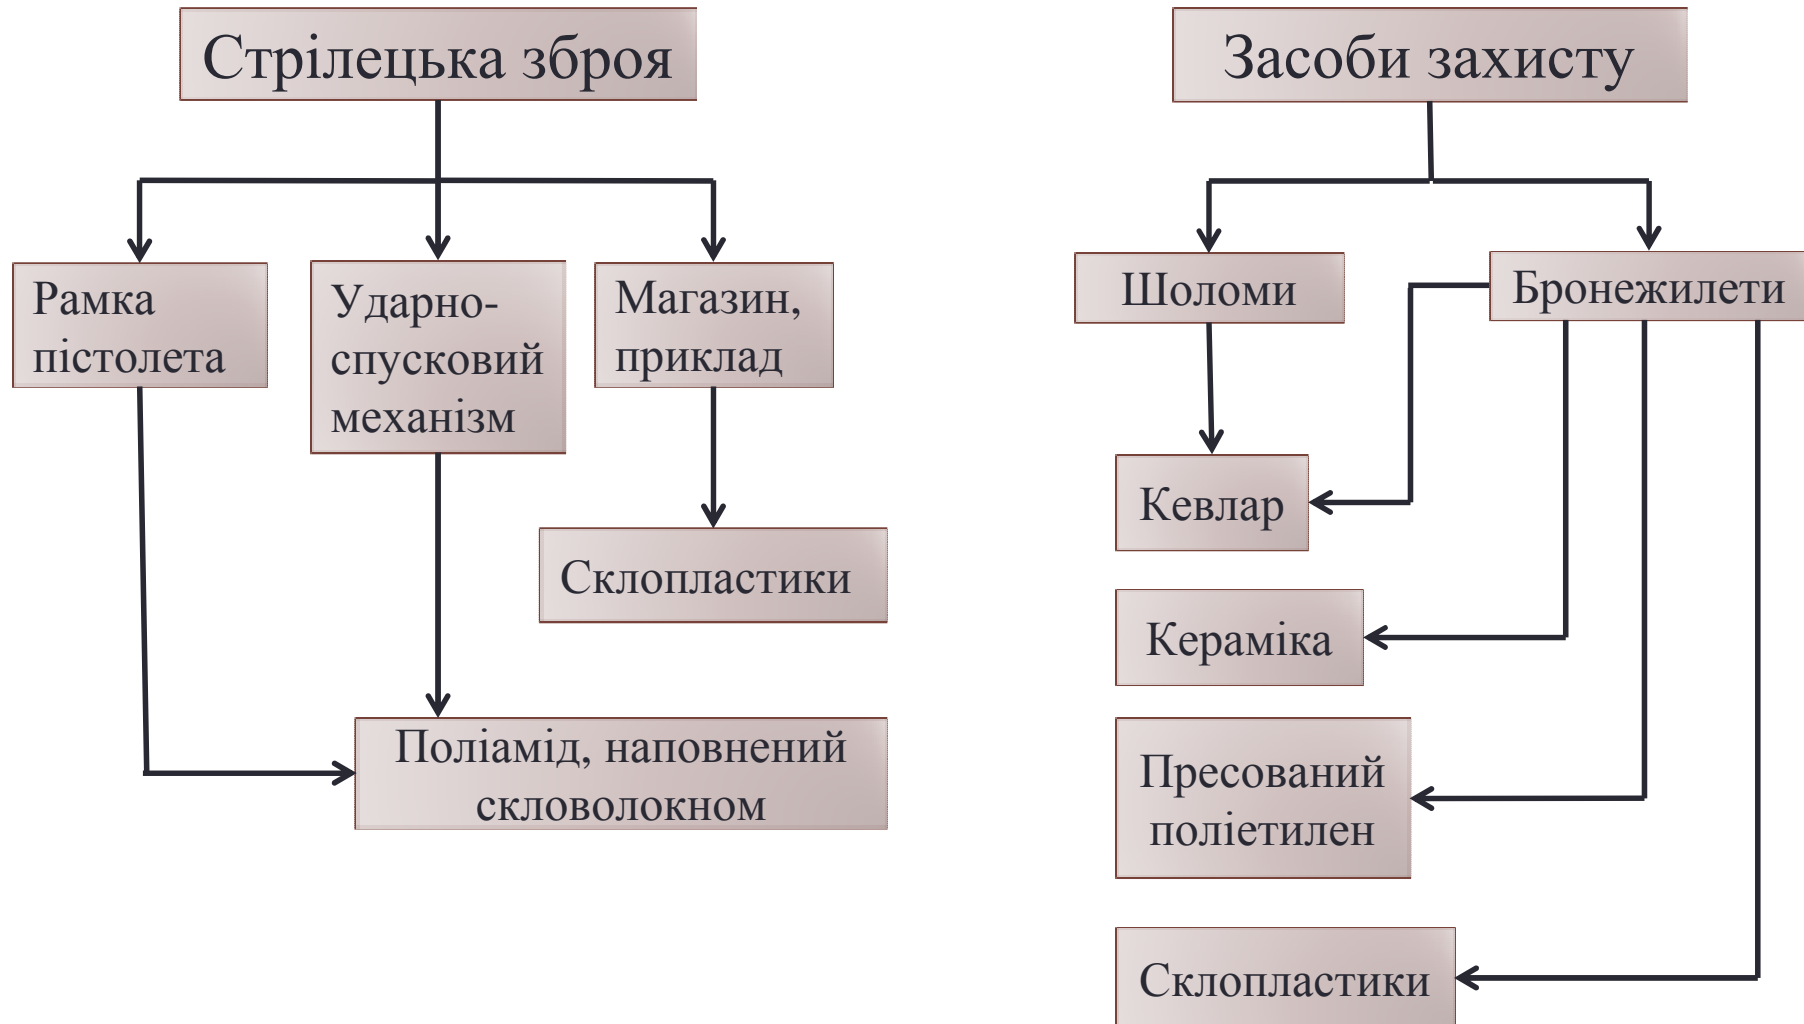 Стрілецька зброя
Засоби захисту
Рамка
пістолета
Ударно-
спусковий
механізм
Магазин,
приклад
Шоломи
Бронежилети
Кевлар
Склопластики
Кераміка
Поліамід, наповнений
скловолокном
Пресований
поліетилен
Склопластики